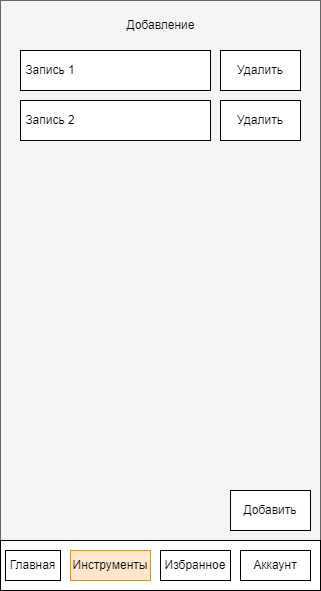 Добавление
Запись 1 Удалить
Запись 2 Удалить
Добавить
Главная Инструменты Избранное Аккаунт